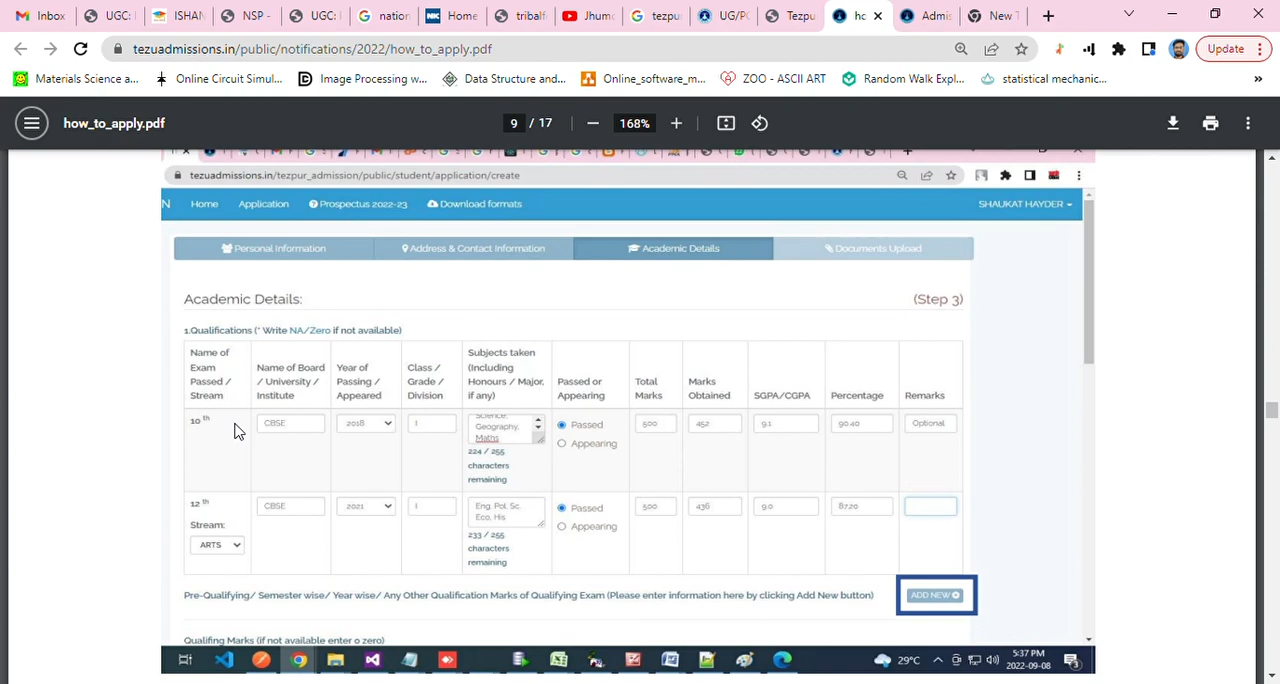 Inbox
UGC:
ISHAN
NSP -
UGC:
nation
Home
tribalf
Jhum
tezpu
UG/PC
Tezpu
hc
Admis
New T
tezuadmissions.in/public/notifications/2022/how_to_apply.pdf
Update
Materials Science a...
Online Circuit Simul...
Image Processing w...
Data Structure and...
Online_software_m...
ZOO - ASCII ART
Random Walk Expl...
statistical mechanic...
how_to_apply.pdf
9 / 17
168%
tezuadmissions.in/tezpur_admission/public/student/application/create
N Home Application Prospectus 2022-23 Download formats SHAUKAT HAYDER
Personal Information
Address & Contact Information
Academic Details
Documents Upload
Academic Details:
(Step 3)
1.Qualifications (* Write NA/Zero if not available)
Name of Exam Passed / Stream
Name of Board / University / Institute
Year of Passing / Appeared
Class / Grade / Division
Subjects taken (Including Honours / Major, if any)
Passed or Appearing
Total Marks
Marks Obtained
SGPA/CGPA
Percentage
Remarks
10 th
CBSE
2018
I
Science, Geography, Maths
224 / 255 characters remaining
Passed
Appearing
500
452
9.1
90.40
Optional
12 th
Stream:
ARTS
CBSE
2021
I
Eng. Pol. Sc. Eco, His
233 / 255 characters remaining
Passed
Appearing
500
436
9.0
87.20
Pre-Qualifying/ Semester wise/ Year wise/ Any Other Qualification Marks of Qualifying Exam (Please enter information here by clicking Add New button)
ADD NEW
Qualifing Marks (if not available enter 0 zero)
29°C
5:37 PM
2022-09-08
3